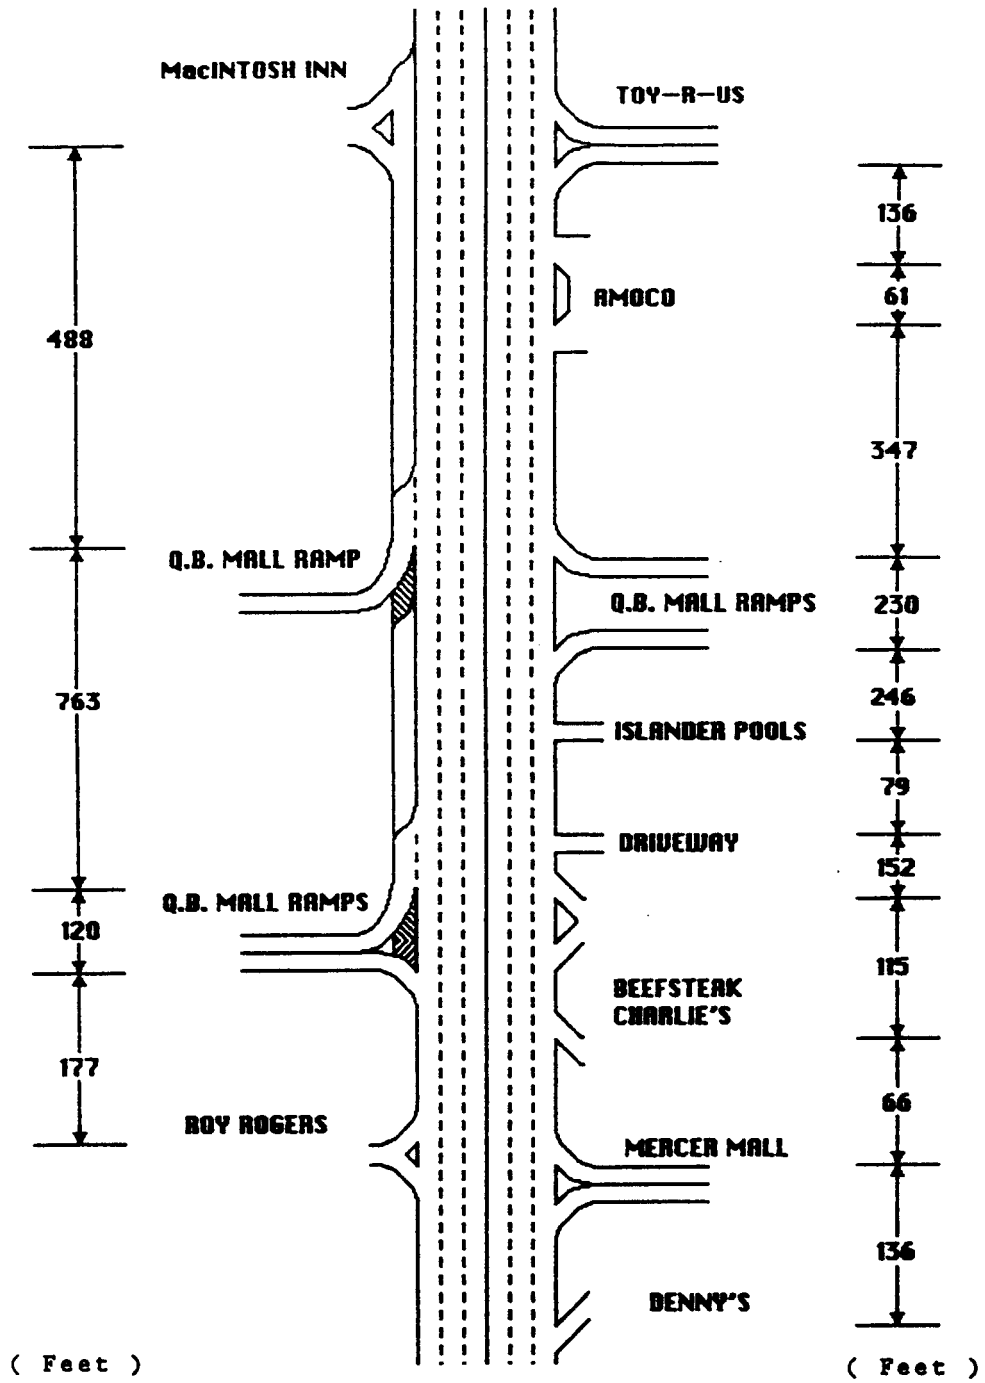 MacINTOSH INN
TOY-R-US
136
AMOCO
61
488
347
Q.B. MALL RAMP
Q.B. MALL RAMPS
230
763
246
ISLANDER POOLS
79
DRIVEWAY
152
Q.B. MALL RAMPS
120
115
BEEFSTEAK
CHARLIE'S
177
66
ROY ROGERS
MERCER MALL
136
DENNY'S
( Feet )
( Feet )